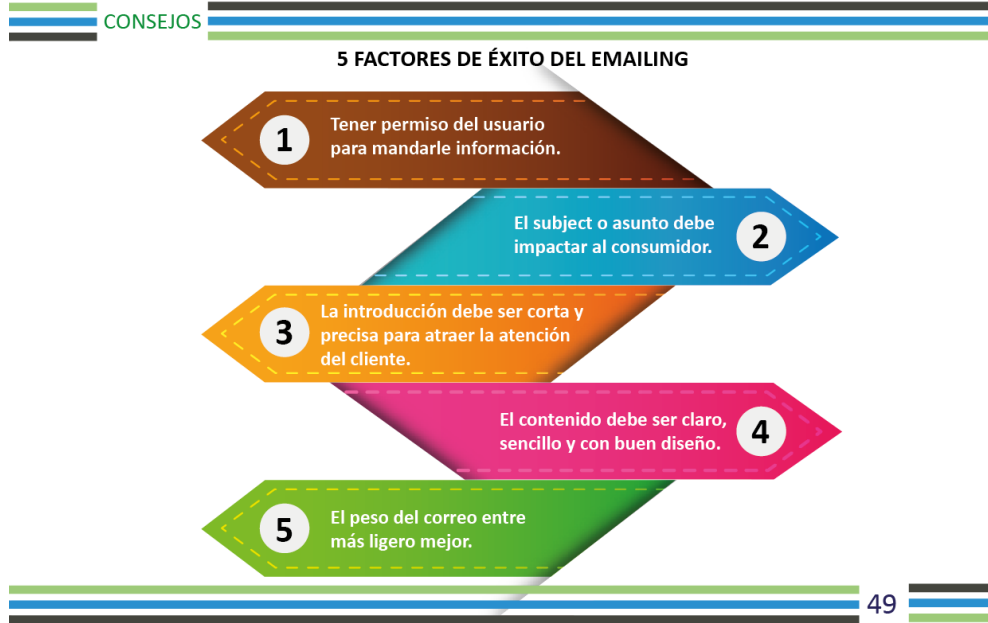 CONSEJOS
5 FACTORES DE ÉXITO DEL EMAILING
1
Tener permiso del usuario
para mandarle información.
El subject o asunto debe
impactar al consumidor.
2
3
La introducción debe ser corta y
precisa para atraer la atención
del cliente.
El contenido debe ser claro,
sencillo y con buen diseño.
4
5
El peso del correo entre
más ligero mejor.
49